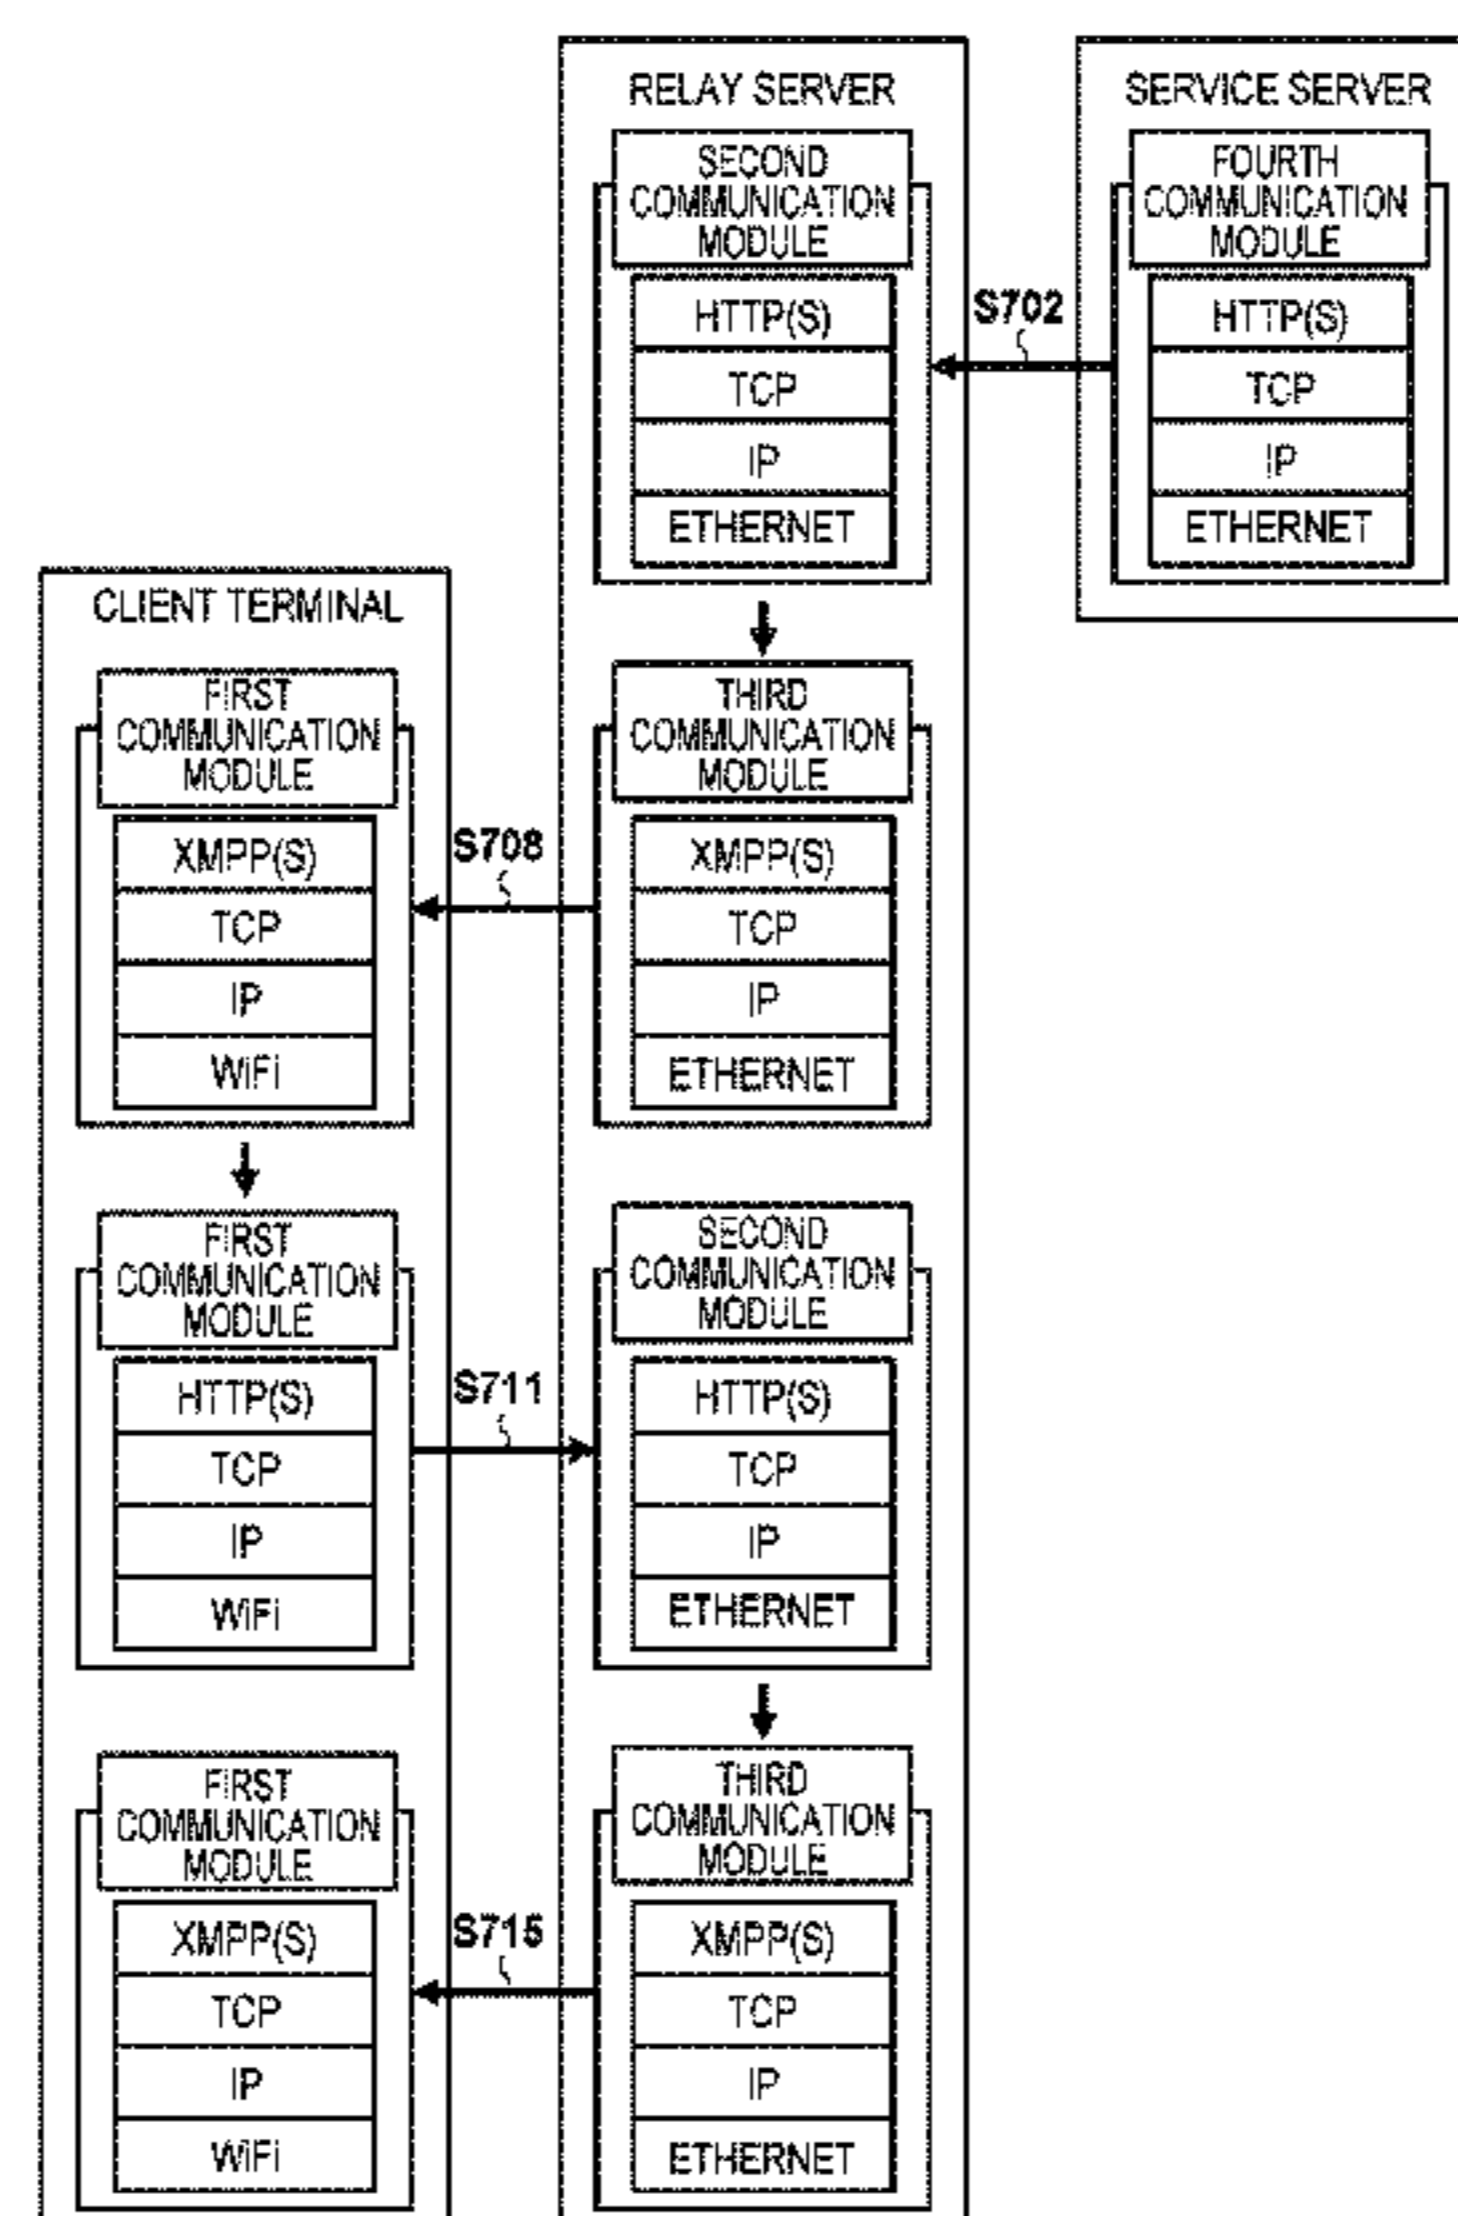 RELAY SERVER
SECOND
COMMUNICATION
MODULE
HTTP(S)
TCP
IP
ETHERNET
SERVICE SERVER
FOURTH
COMMUNICATION
MODULE
HTTP(S)
TCP
IP
ETHERNET
S702
CLIENT TERMINAL
FIRST
COMMUNICATION
MODULE
XMPP(S)
TCP
IP
WiFi
S708
THIRD
COMMUNICATION
MODULE
XMPP(S)
TCP
IP
ETHERNET
FIRST
COMMUNICATION
MODULE
HTTP(S)
TCP
IP
WiFi
S711
SECOND
COMMUNICATION
MODULE
HTTP(S)
TCP
IP
ETHERNET
FIRST
COMMUNICATION
MODULE
XMPP(S)
TCP
IP
WiFi
S715
THIRD
COMMUNICATION
MODULE
XMPP(S)
TCP
IP
ETHERNET